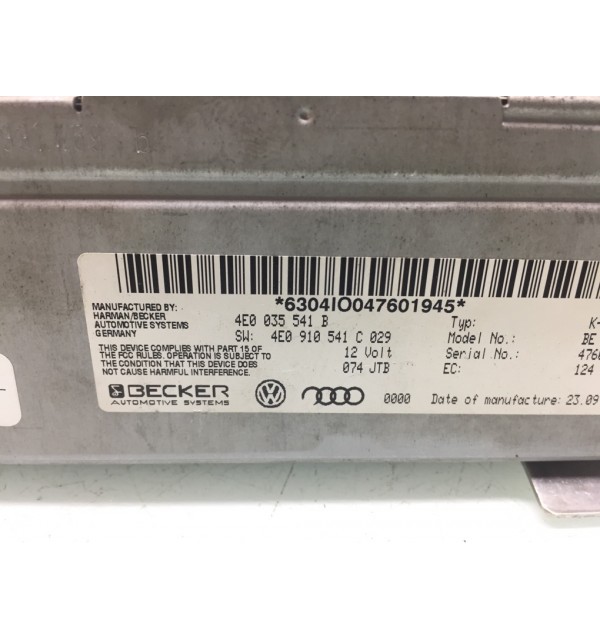 *6304IO047601945*
MANUFACTURED BY:
HARMAN/BECKER
AUTOMOTIVE SYSTEMS
GERMANY
4E0 035 541 B
SW: 4E0 910 541 C 029
THIS DEVICE COMPLIES WITH PART 15 OF
THE FCC RULES. OPERATION IS SUBJECT TO
THE CONDITION THAT THIS DEVICE DOES
NOT CAUSE HARMFUL INTERFERENCE.
12 Volt
074 JTB
Typ: K-
Model No: BE
Serial No.: 4760
EC: 124
BECKER
AUTOMOTIVE SYSTEMS
0000 Date of manufacture: 23.09